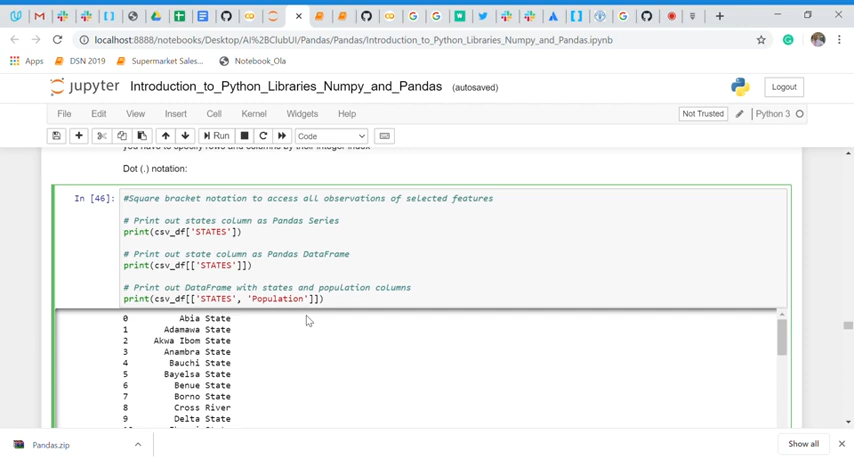 localhost:8888/notebooks/Desktop/AI%2BClubUI/Pandas/Pandas/Introduction_to_Python_Libraries_Numpy_and_Pandas.ipynb
Apps DSN 2019 Supermarket Sales... Notebook_Ola
jupyter Introduction_to_Python_Libraries_Numpy_and_Pandas (autosaved) Logout
File Edit View Insert Cell Kernel Widgets Help Not Trusted Python 3
Run Code
you have to specify rows and columns by their integer index
Dot (.) notation:
In [46]: #Square bracket notation to access all observations of selected features
# Print out states column as Pandas Series
print(csv_df['STATES'])
# Print out state column as Pandas DataFrame
print(csv_df[['STATES']])
# Print out DataFrame with states and population columns
print(csv_df[['STATES', 'Population']])
0 Abia State
1 Adamawa State
2 Akwa Ibom State
3 Anambra State
4 Bauchi State
5 Bayelsa State
6 Benue State
7 Borno State
8 Cross River
9 Delta State
Pandas.zip Show all